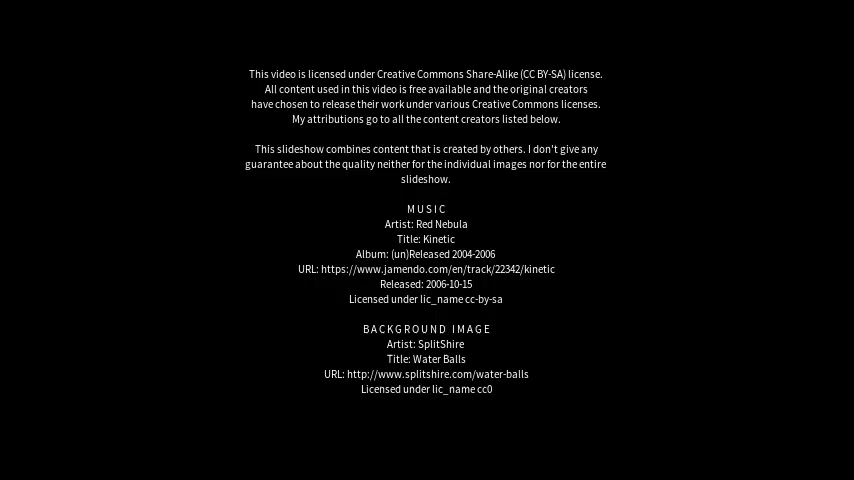 This video is licensed under Creative Commons Share-Alike (CC BY-SA) license.
All content used in this video is free available and the original creators
have chosen to release their work under various Creative Commons licenses.
My attributions go to all the content creators listed below.
This slideshow combines content that is created by others. I don't give any
guarantee about the quality neither for the individual images nor for the entire
slideshow.
MUSIC
Artist: Red Nebula
Title: Kinetic
Album: (un)Released 2004-2006
URL: https://www.jamendo.com/en/track/22342/kinetic
Released: 2006-10-15
Licensed under lic_name cc-by-sa
BACKGROUND IMAGE
Artist: SplitShire
Title: Water Balls
URL: http://www.splitshire.com/water-balls
Licensed under lic_name cc0